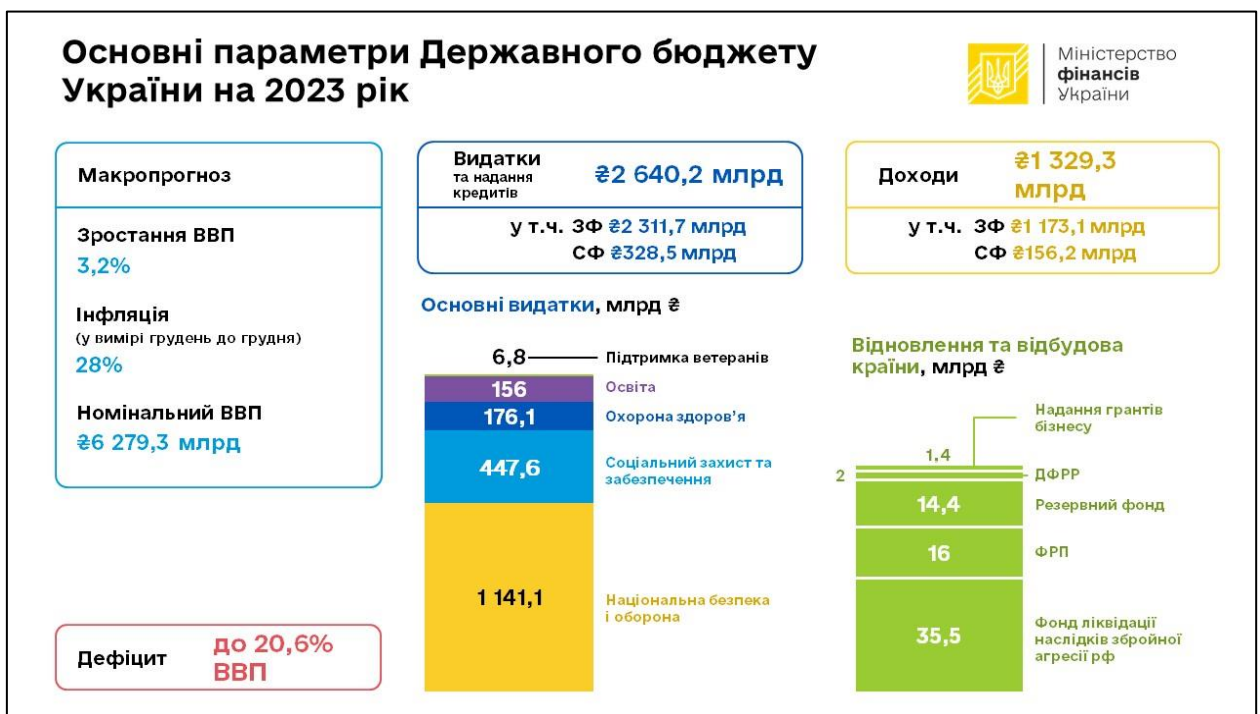 Основні параметри Державного бюджету
України на 2023 рік
Міністерство
фінансів
України
Макропрогноз
Зростання ВВП
3,2%
Інфляція
(у вимірі грудень до грудня)
28%
Номінальний ВВП
₴6 279,3 млрд
Дефіцит
до 20,6%
ВВП
Видатки
та надання
кредитів
₴2 640,2 млрд
у т.ч. ЗФ ₴2 311,7 млрд
СФ ₴328,5 млрд
Основні видатки, млрд ₴
6,8 Підтримка ветеранів
156 Освіта
176,1 Охорона здоров’я
447,6 Соціальний захист та
забезпечення
1 141,1 Національна безпека
і оборона
Доходи
₴1 329,3
млрд
у т.ч. ЗФ ₴1 173,1 млрд
СФ ₴156,2 млрд
Відновлення та відбудова
країни, млрд ₴
Надання грантів
бізнесу
1,4
2 ДФРР
14,4 Резервний фонд
16 ФРП
35,5 Фонд ліквідації
наслідків збройної
агресії рф